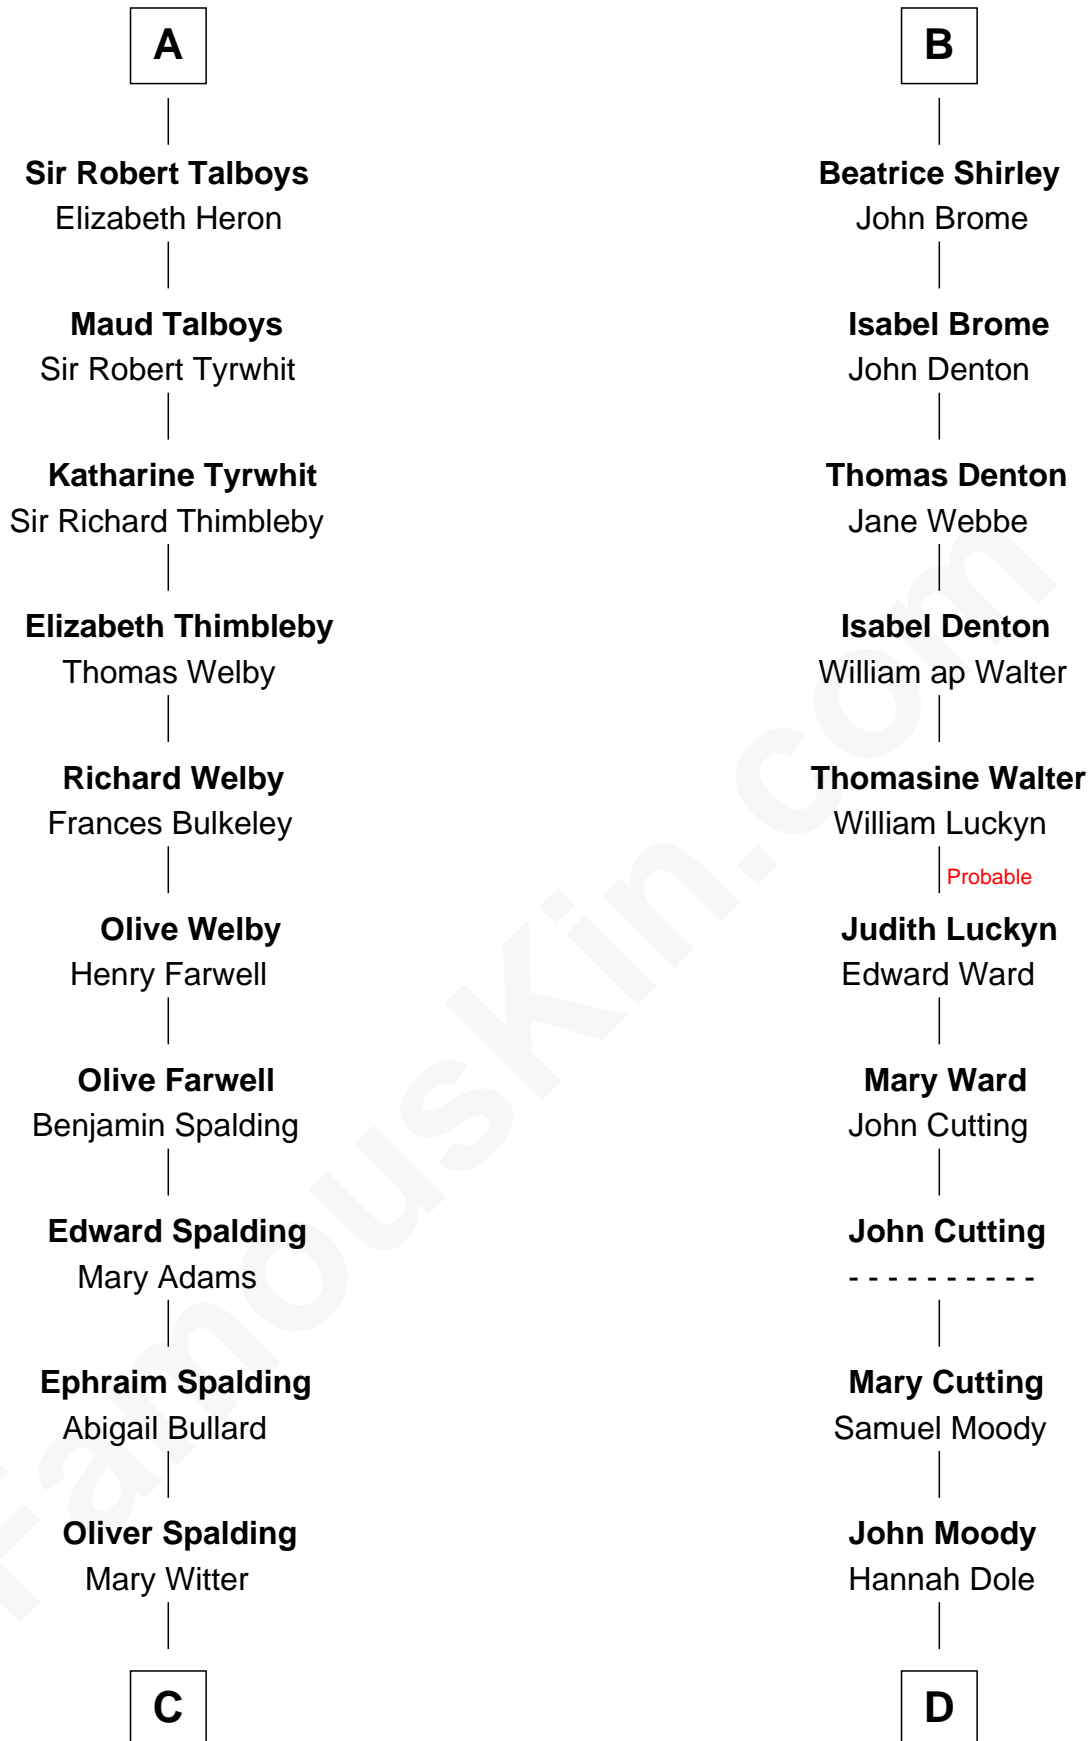 A
Sir Robert Talboys
Elizabeth Heron
Maud Talboys
Sir Robert Tyrwhit
Katharine Tyrwhit
Sir Richard Thimbleby
Elizabeth Thimbleby
Thomas Welby
Richard Welby
Frances Bulkeley
Olive Welby
Henry Farwell
Olive Farwell
Benjamin Spalding
Edward Spalding
Mary Adams
Ephraim Spalding
Abigail Bullard
Oliver Spalding
Mary Witter
C
B
Beatrice Shirley
John Brome
Isabel Brome
John Denton
Thomas Denton
Jane Webbe
Isabel Denton
William ap Walter
Thomasine Walter
William Luckyn
Probable
Judith Luckyn
Edward Ward
Mary Ward
John Cutting
John Cutting
- - - - - - - - - -
Mary Cutting
Samuel Moody
John Moody
Hannah Dole
D
FamousKin.com